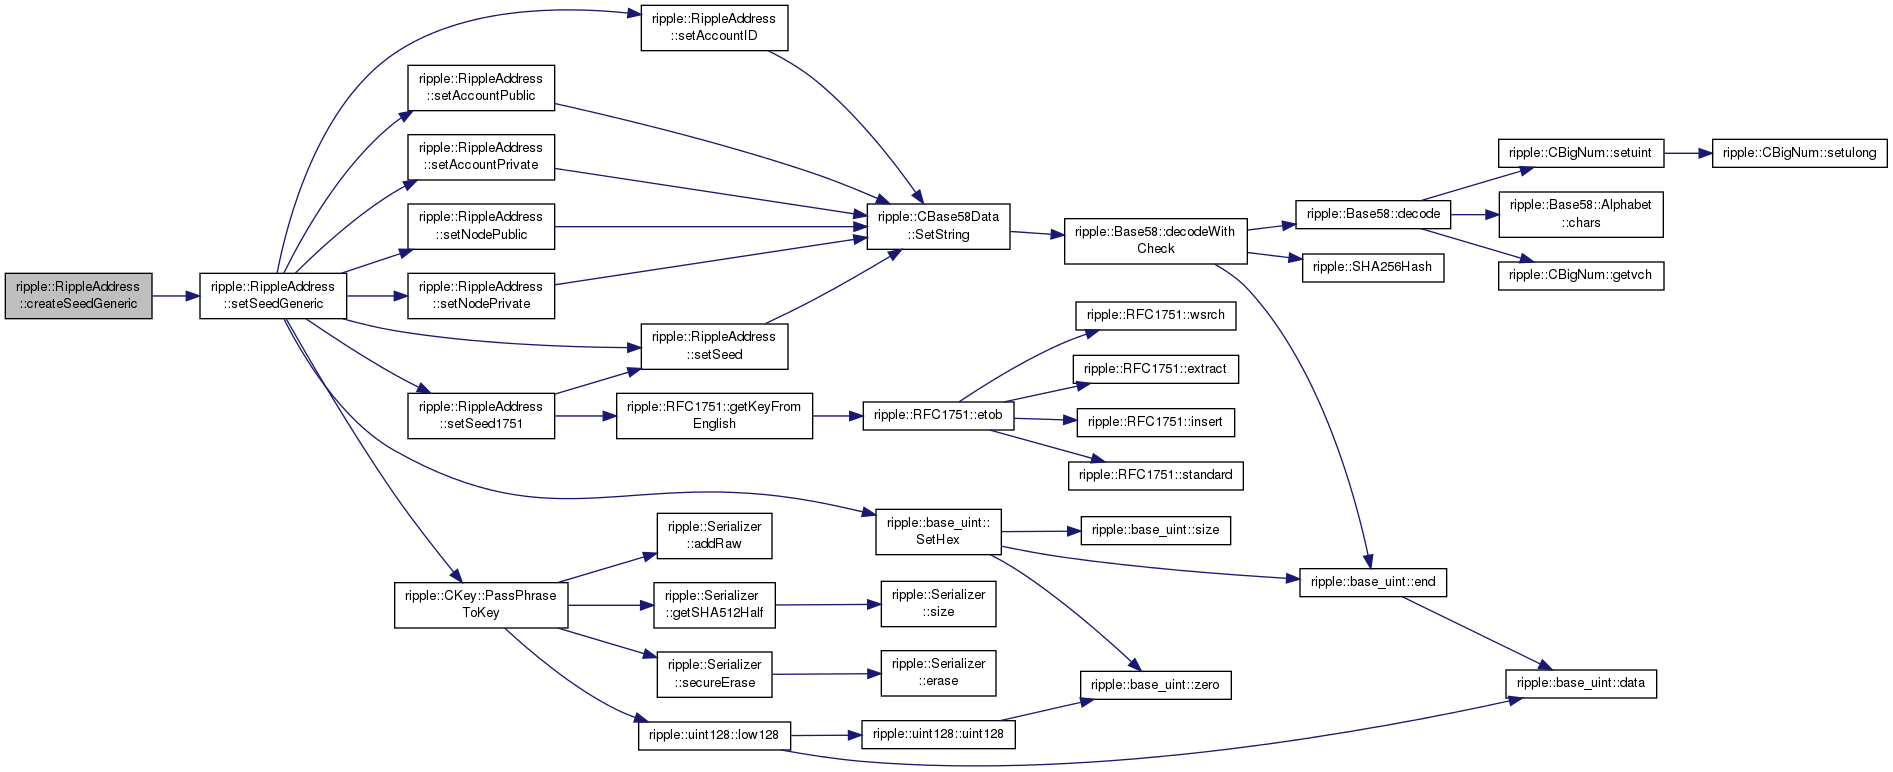 ripple::RippleAddress
::createSeedGeneric
ripple::RippleAddress
::setSeedGeneric
ripple::RippleAddress
::setAccountID
ripple::RippleAddress
::setAccountPublic
ripple::RippleAddress
::setAccountPrivate
ripple::RippleAddress
::setNodePublic
ripple::RippleAddress
::setNodePrivate
ripple::RippleAddress
::setSeed
ripple::RippleAddress
::setSeed1751
ripple::CKey::PassPhrase
ToKey
ripple::CBase58Data
::SetString
ripple::RFC1751::getKeyFrom
English
ripple::RFC1751::etob
ripple::base_uint::
SetHex
ripple::Serializer
::addRaw
ripple::Serializer
::getSHA512Half
ripple::Serializer
::secureErase
ripple::uint128::low128
ripple::Serializer
::size
ripple::Serializer
::erase
ripple::uint128::uint128
ripple::Base58::decodeWith
Check
ripple::RFC1751::wsrch
ripple::RFC1751::extract
ripple::RFC1751::insert
ripple::RFC1751::standard
ripple::base_uint::size
ripple::base_uint::zero
ripple::Base58::decode
ripple::SHA256Hash
ripple::base_uint::end
ripple::CBigNum::setuint
ripple::Base58::Alphabet
::chars
ripple::CBigNum::getvch
ripple::base_uint::data
ripple::CBigNum::setulong